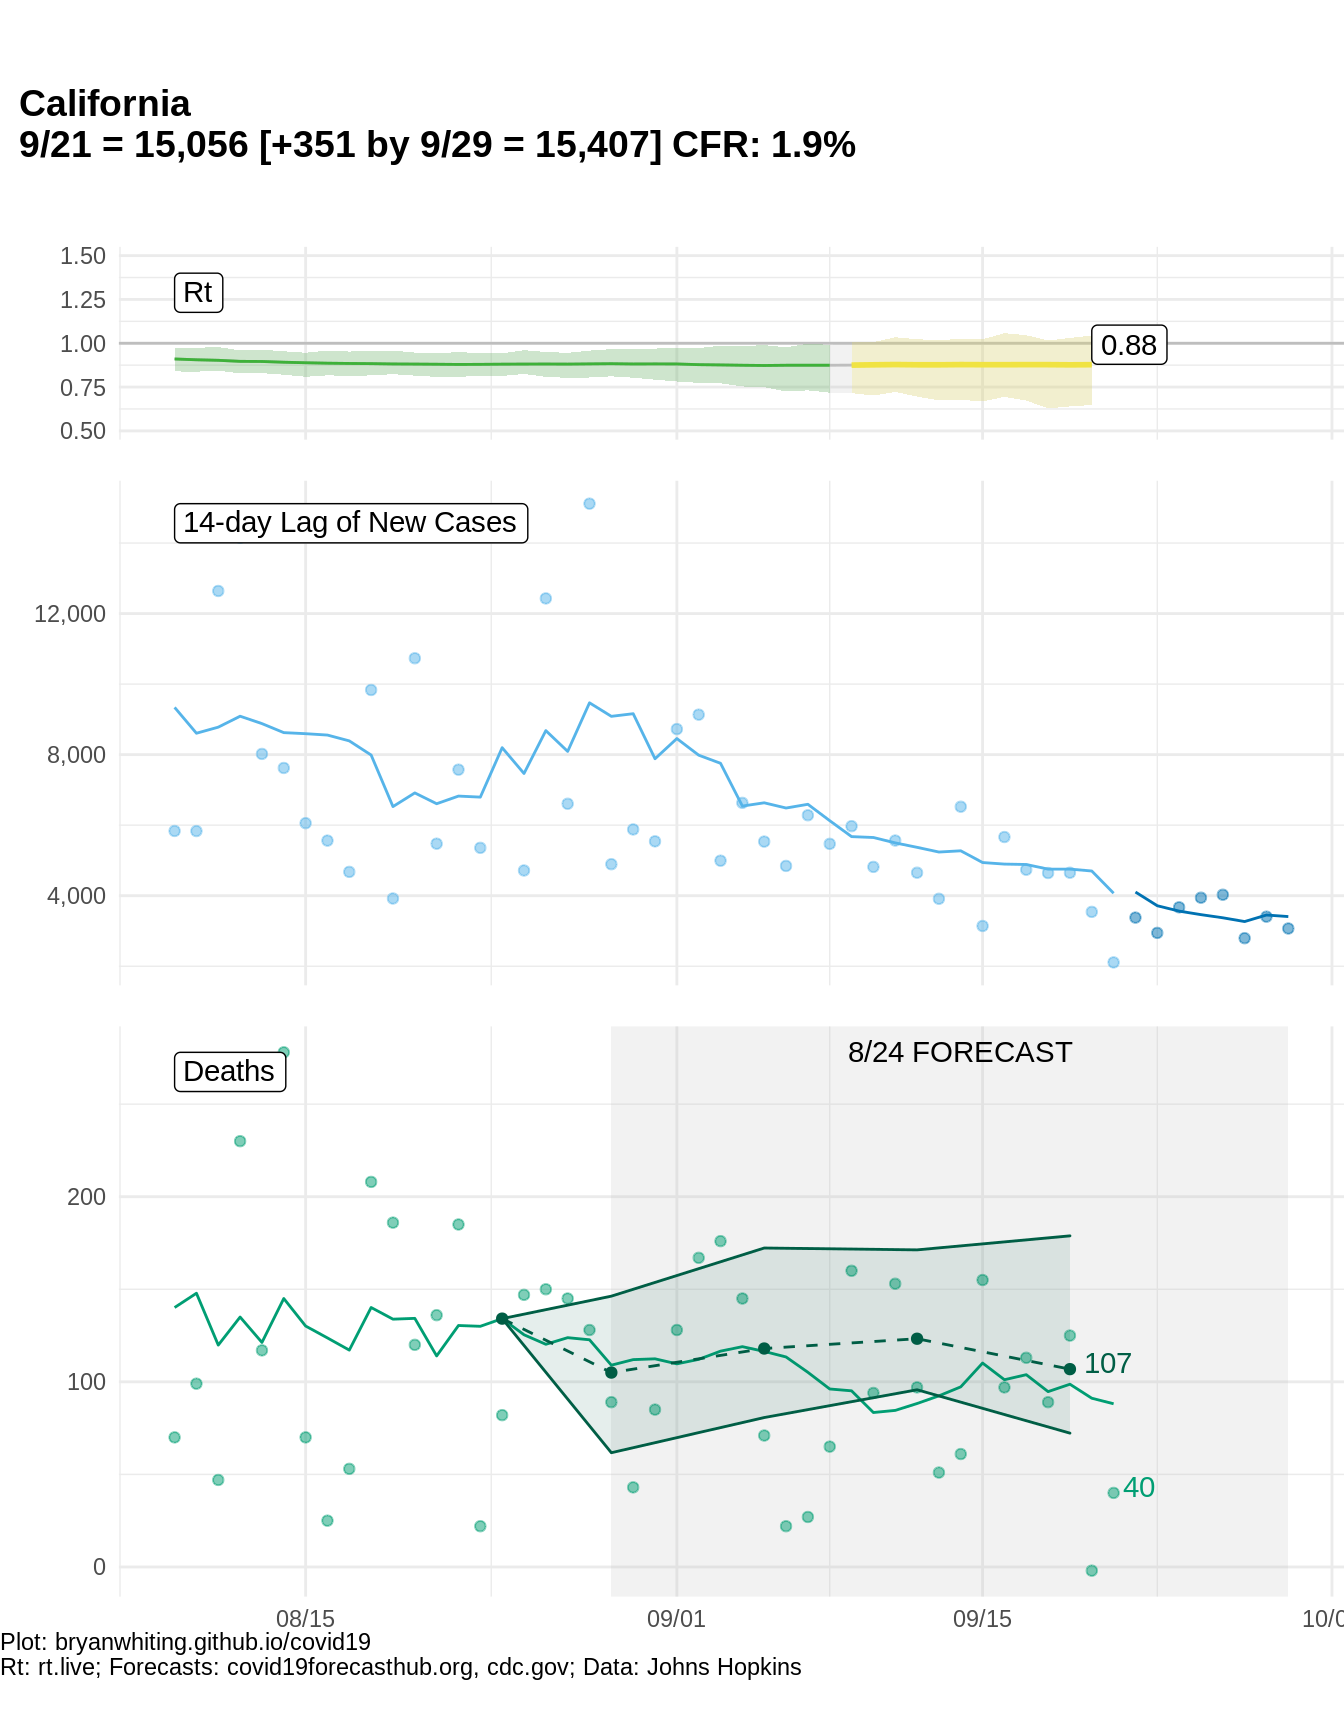 California
9/21 = 15,056 [+351 by 9/29 = 15,407] CFR: 1.9%
1.50
Rt
1.25
1.00
0.88
0.75
0.50
14-day Lag of New Cases
12,000
8,000
4,000
8/24 FORECAST
Deaths
200
107
100
40
0
08/15 09/01 09/15 10/0
Plot: bryanwhiting.github.io/covid19
Rt: rt.live; Forecasts: covid19forecasthub.org, cdc.gov; Data: Johns Hopkins